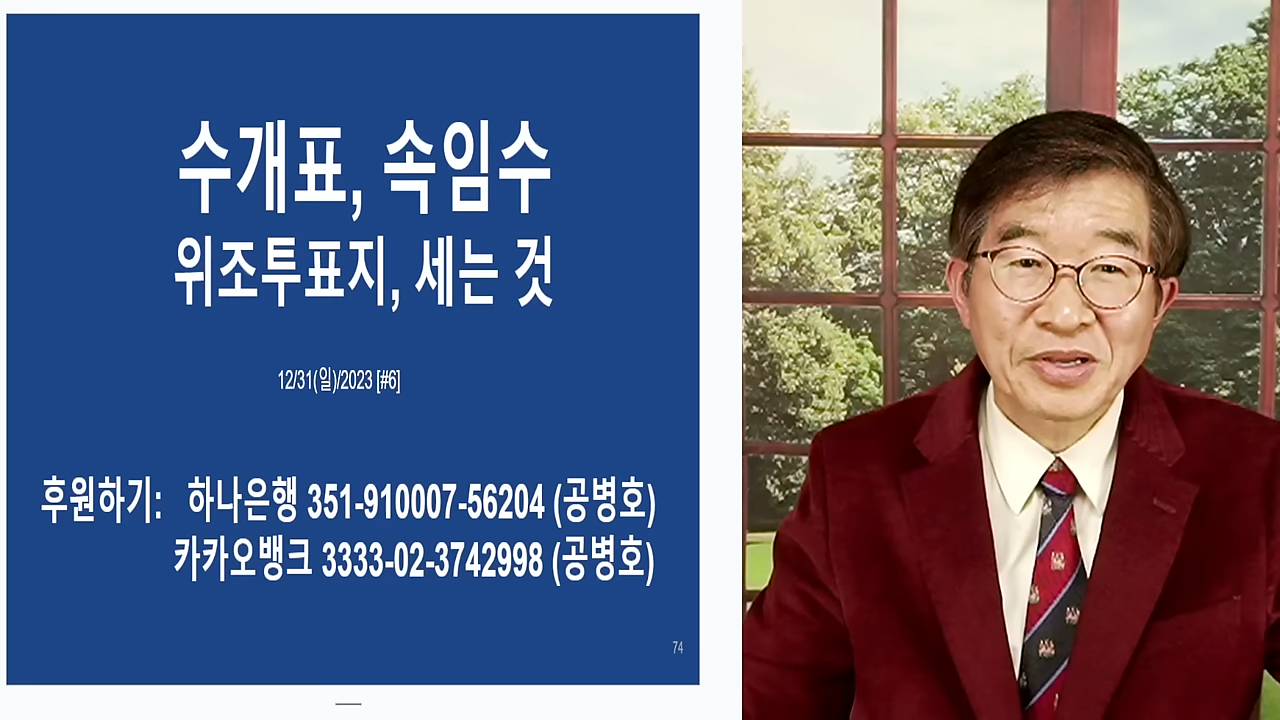 수개표, 속임수
위조투표지, 세는 것
12/31(일)/2023 [#6]
후원하기: 하나은행 351-910007-56204 (공병호)
카카오뱅크 3333-02-3742998 (공병호)
74